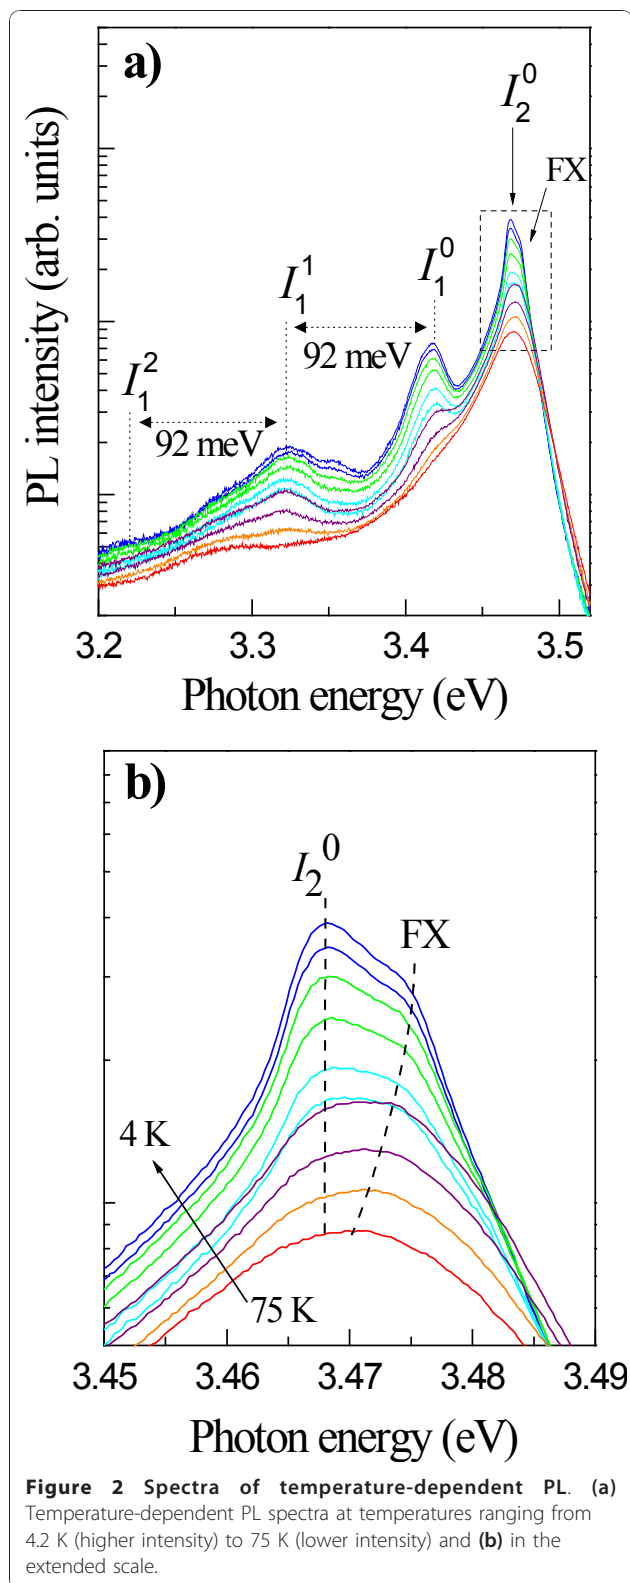 a)
I₂⁰
FX
I₁⁰
I₁¹
92 meV
I₁²
92 meV
PL intensity (arb. units)
3.2 3.3 3.4 3.5
Photon energy (eV)
b)
I₂⁰
FX
4 K
75 K
3.45 3.46 3.47 3.48 3.49
Photon energy (eV)
Figure 2 Spectra of temperature-dependent PL. (a)
Temperature-dependent PL spectra at temperatures ranging from
4.2 K (higher intensity) to 75 K (lower intensity) and (b) in the
extended scale.